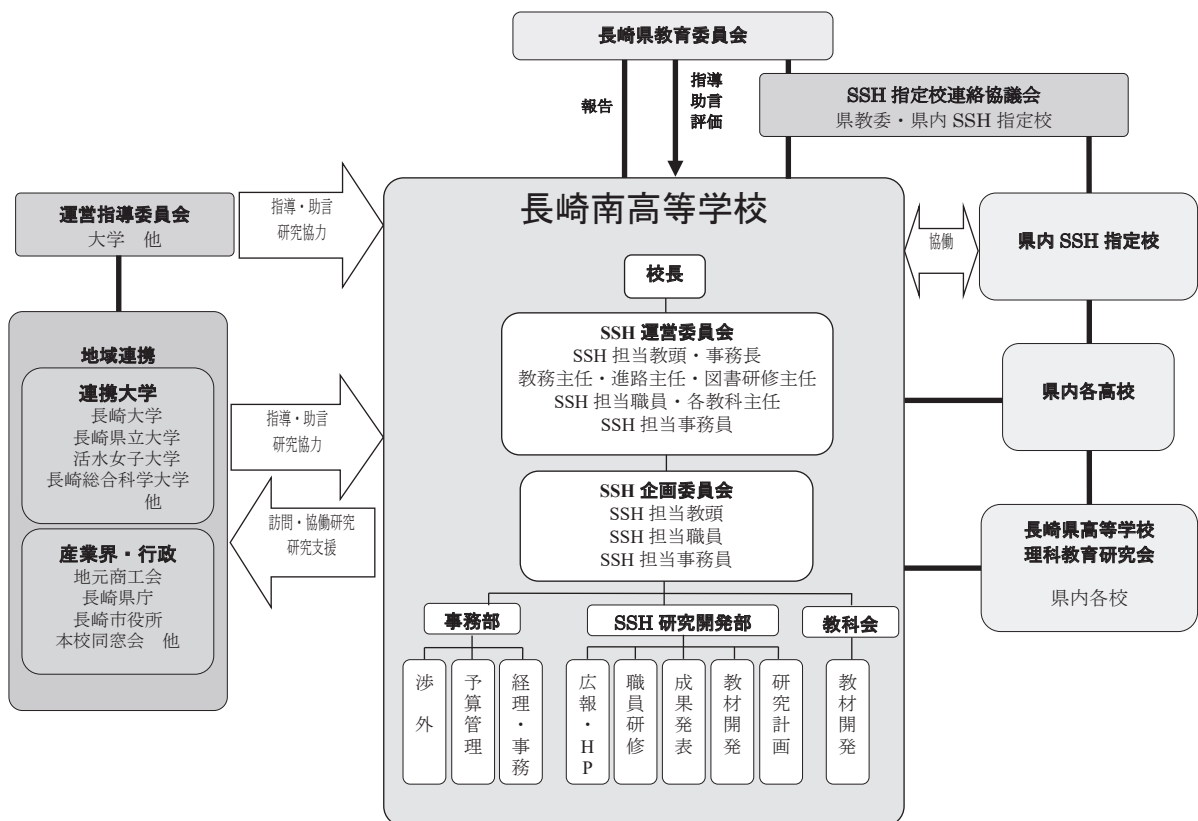 長崎県教育委員会
報告
指導
助言
評価
SSH 指定校連絡協議会
県教委・県内 SSH 指定校
運営指導委員会
大学　他
指導・助言
研究協力
地域連携
連携大学
長崎大学
長崎県立大学
活水女子大学
長崎総合科学大学
他
指導・助言
研究協力
訪問・協働研究
研究支援
産業界・行政
地元商工会
長崎県庁
長崎市役所
本校同窓会　他
長崎南高等学校
校長
SSH 運営委員会
SSH 担当教頭・事務長
教務主任・進路主任・図書研修主任
SSH 担当職員・各教科主任
SSH 担当事務員
SSH 企画委員会
SSH 担当教頭
SSH 担当職員
SSH 担当事務員
事務部
渉外
予算管理
経理・事務
SSH 研究開発部
広報・HP
職員研修
成果発表
教材開発
研究計画
教科会
教材開発
協働
県内 SSH 指定校
県内各高校
長崎県高等学校
理科教育研究会
県内各校